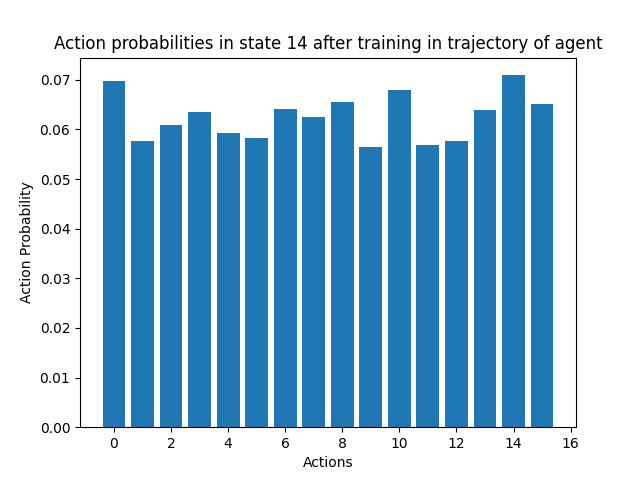 Action probabilities in state 14 after training in trajectory of agent
0.07
0.06
0.05
0.04
0.03
0.02
0.01
0.00
Action Probability
0 2 4 6 8 10 12 14 16
Actions